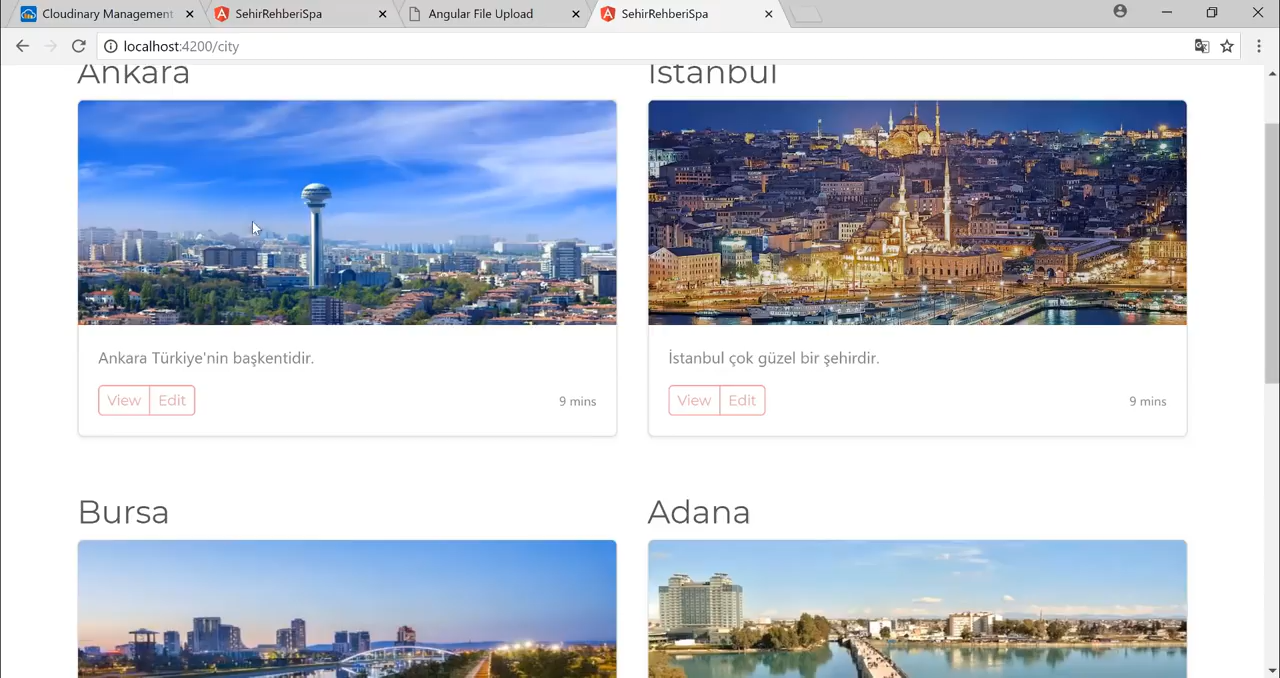 Cloudinary Management
SehirRehberiSpa
Angular File Upload
SehirRehberiSpa
localhost:4200/city
Ankara
İstanbul
Ankara Türkiye'nin başkentidir.
View Edit
9 mins
İstanbul çok güzel bir şehirdir.
View Edit
9 mins
Bursa
Adana